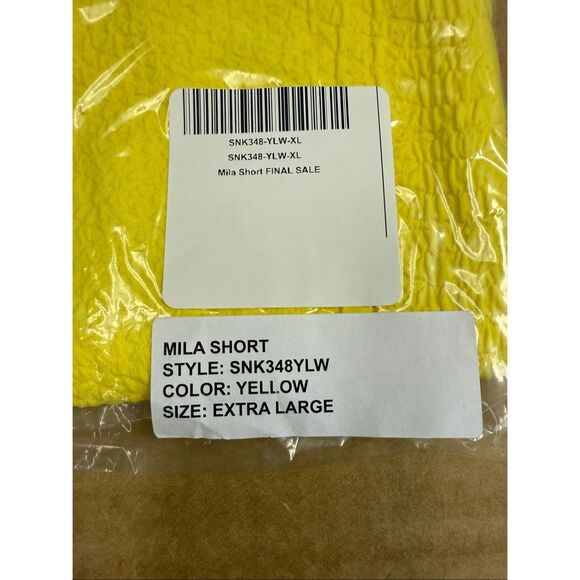 SNK348-YLW-XL
SNK348-YLW-XL
Mila Short FINAL SALE
MILA SHORT
STYLE: SNK348YLW
COLOR: YELLOW
SIZE: EXTRA LARGE